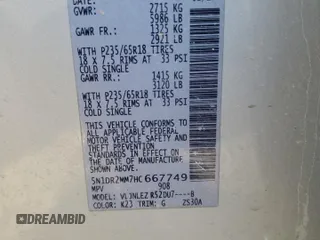 GVWR: 2715 KG
5986 LB
GAWR FR: 1325 KG
2921 LB
WITH P235/65R18 TIRES
18 X 7.5 RIMS AT 33 PSI
COLD SINGLE
GAWR RR: 1415 KG
3120 LB
WITH P235/65R18 TIRES
18 X 7.5 RIMS AT 33 PSI
COLD SINGLE
THIS VEHICLE CONFORMS TO ALL
APPLICABLE U.S. FEDERAL
MOTOR VEHICLE SAFETY AND
THEFT PREVENTION STANDARDS
IN EFFECT ON THE DATE OF
MANUFACTURE SHOWN ABOVE.
5N1DR2MM7HC667749
MPV 908
MODEL:
COLOR: K23 TRIM: G